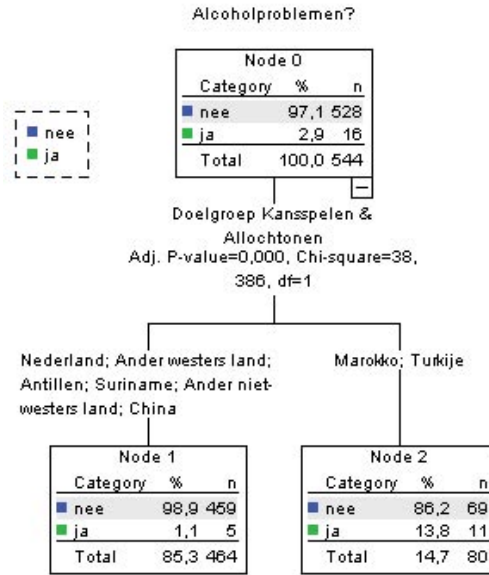 Alcoholproblemen?
nee
ja
Node 0
Category % n
nee 97,1 528
ja 2,9 16
Total 100,0 544
Doelgroep Kansspelen &
Allochtonen
Adj. P-value=0,000, Chi-square=38,
386, df=1
Nederland; Ander westers land;
Antillen; Suriname; Ander niet-
westers land; China
Marokko; Turkije
Node 1
Category % n
nee 98,9 459
ja 1,1 5
Total 85,3 464
Node 2
Category % n
nee 86,2 69
ja 13,8 11
Total 14,7 80